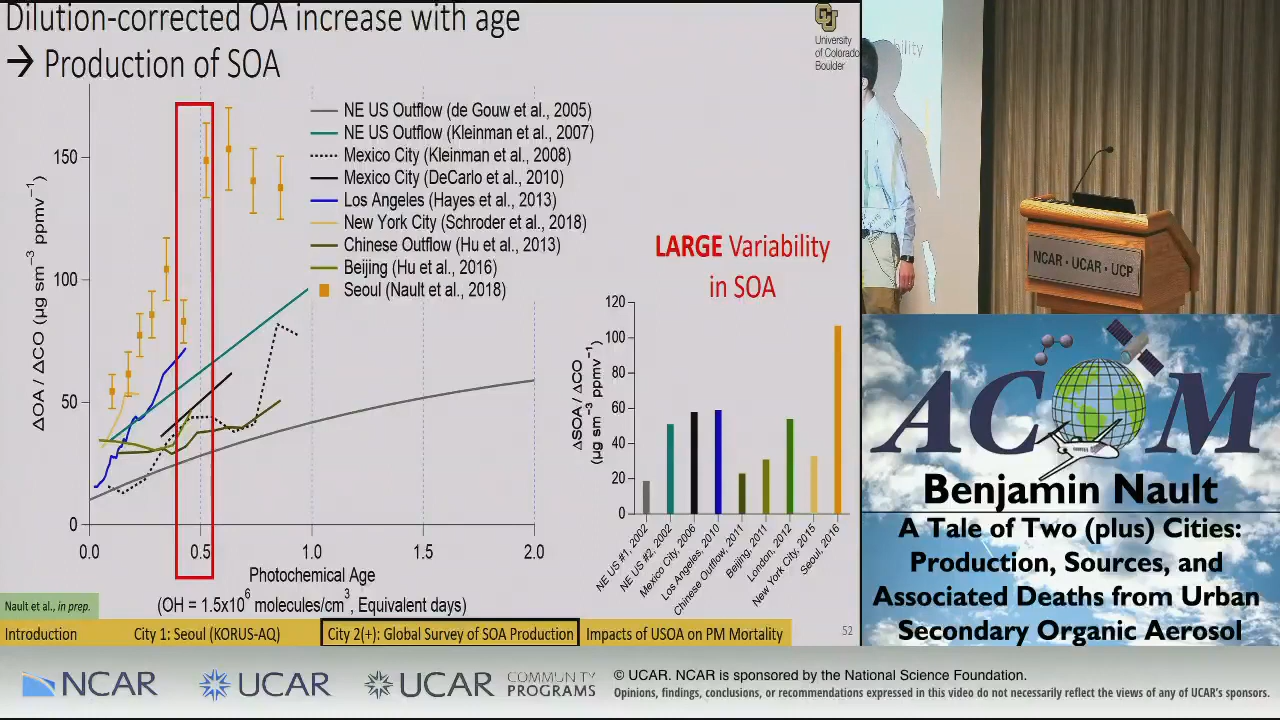 Dilution-corrected OA increase with age
→ Production of SOA
University
of Colorado
Boulder
ΔOA / ΔCO (µg sm⁻³ ppmv⁻¹)
150
100
50
0
0.0 0.5 1.0 1.5 2.0
Photochemical Age
(OH = 1.5x10⁶ molecules/cm³, Equivalent days)
NE US Outflow (de Gouw et al., 2005)
NE US Outflow (Kleinman et al., 2007)
Mexico City (Kleinman et al., 2008)
Mexico City (DeCarlo et al., 2010)
Los Angeles (Hayes et al., 2013)
New York City (Schroder et al., 2018)
Chinese Outflow (Hu et al., 2013)
Beijing (Hu et al., 2016)
Seoul (Nault et al., 2018)
LARGE Variability
in SOA
ΔSOA / ΔCO
(µg sm⁻³ ppmv⁻¹)
120
100
80
60
40
20
0
NE US #1, 2002
NE US #2, 2002
Mexico City, 2006
Los Angeles, 2010
Chinese Outflow, 2011
Beijing, 2011
London, 2012
New York City, 2015
Seoul, 2016
Nault et al., in prep.
52
Introduction
City 1: Seoul (KORUS-AQ)
City 2(+): Global Survey of SOA Production
Impacts of USOA on PM Mortality
NCAR • UCAR • UCP
ACOM
Benjamin Nault
A Tale of Two (plus) Cities:
Production, Sources, and
Associated Deaths from Urban
Secondary Organic Aerosol
NCAR
UCAR
UCAR
COMMUNITY
PROGRAMS
© UCAR. NCAR is sponsored by the National Science Foundation.
Opinions, findings, conclusions, or recommendations expressed in this video do not necessarily reflect the views of any of UCAR's sponsors.